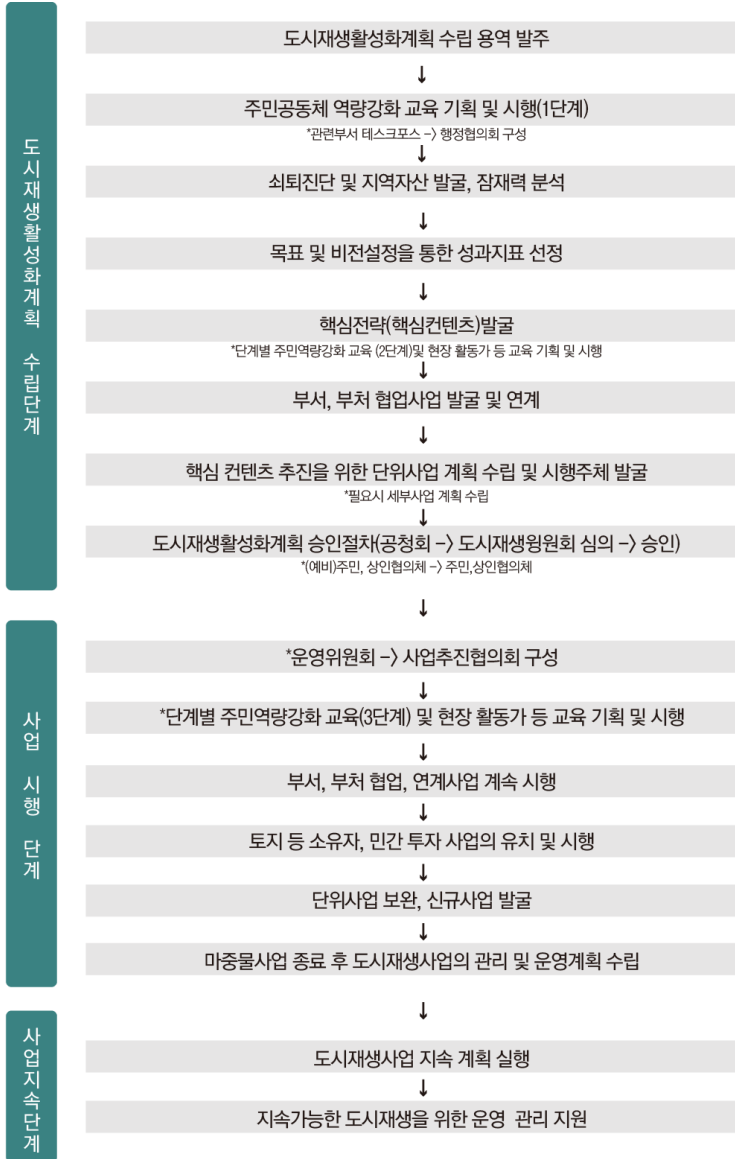 도시재생활성화계획 수립단계
도시재생활성화계획 수립 용역 발주
↓
주민공동체 역량강화 교육 기획 및 시행(1단계)
*관련부서 테스크포스 -> 행정협의회 구성
↓
쇠퇴진단 및 지역자산 발굴, 잠재력 분석
↓
목표 및 비전설정을 통한 성과지표 선정
↓
핵심전략(핵심컨텐츠)발굴
*단계별 주민역량강화 교육 (2단계)및 현장 활동가 등 교육 기획 및 시행
↓
부서, 부처 협업사업 발굴 및 연계
↓
핵심 컨텐츠 추진을 위한 단위사업 계획 수립 및 시행주체 발굴
*필요시 세부사업 계획 수립
↓
도시재생활성화계획 승인절차(공청회 -> 도시재생윙원회 심의 -> 승인)
*(예비)주민, 상인협의체 -> 주민,상인협의체
↓
사업 시행 단계
*운영위원회 -> 사업추진협의회 구성
↓
*단계별 주민역량강화 교육(3단계) 및 현장 활동가 등 교육 기획 및 시행
↓
부서, 부처 협업, 연계사업 계속 시행
↓
토지 등 소유자, 민간 투자 사업의 유치 및 시행
↓
단위사업 보완, 신규사업 발굴
↓
마중물사업 종료 후 도시재생사업의 관리 및 운영계획 수립
↓
사업지속단계
도시재생사업 지속 계획 실행
↓
지속가능한 도시재생을 위한 운영 관리 지원